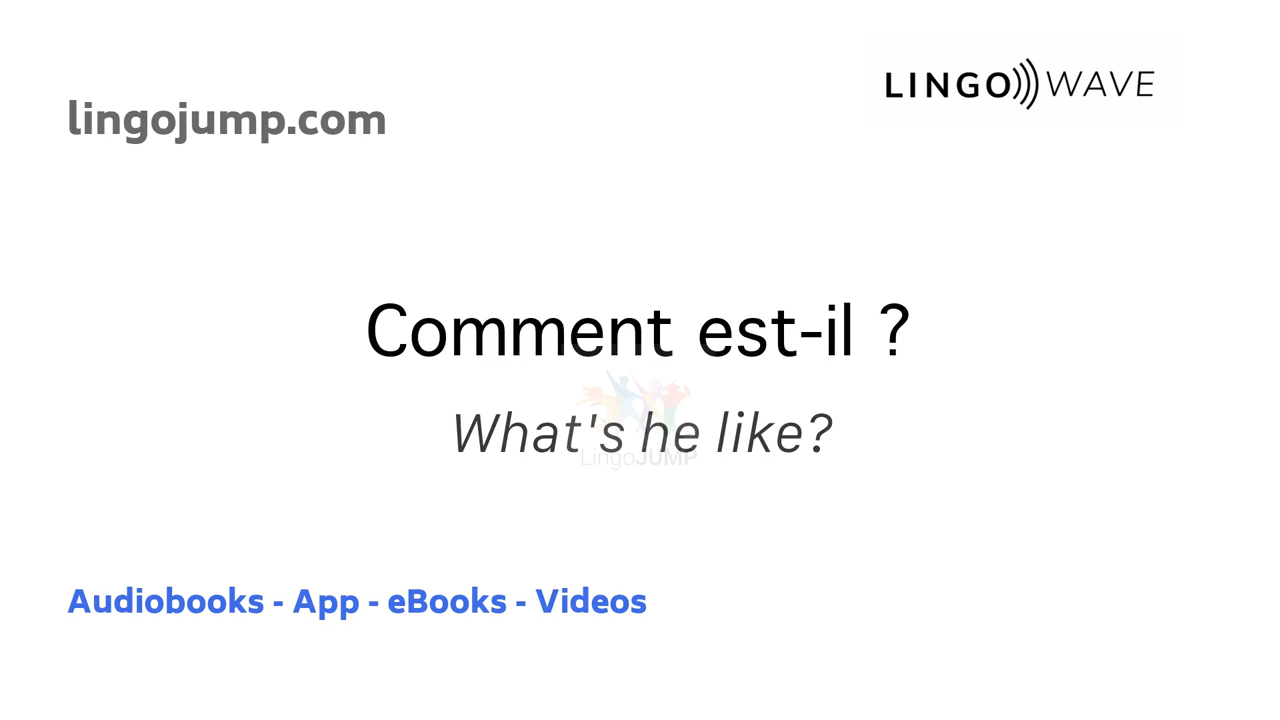 LINGO WAVE
lingojump.com
Comment est-il ?
What's he like?
LingoJUMP
Audiobooks - App - eBooks - Videos